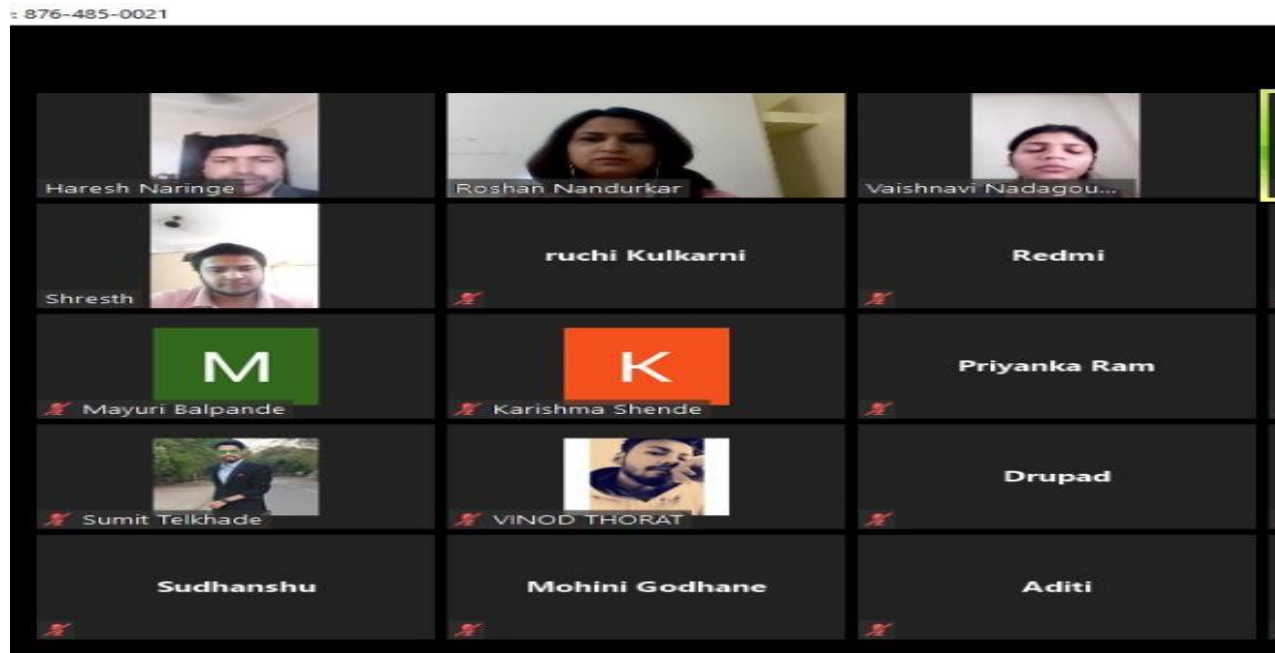 : 876-485-0021
Haresh Naringe
Roshan Nandurkar
Vaishnavi Nadagou...
Shresth
ruchi Kulkarni
Redmi
M
Mayuri Balpande
K
Karishma Shende
Priyanka Ram
Sumit Telkhade
VINOD THORAT
Drupad
Sudhanshu
Mohini Godhane
Aditi